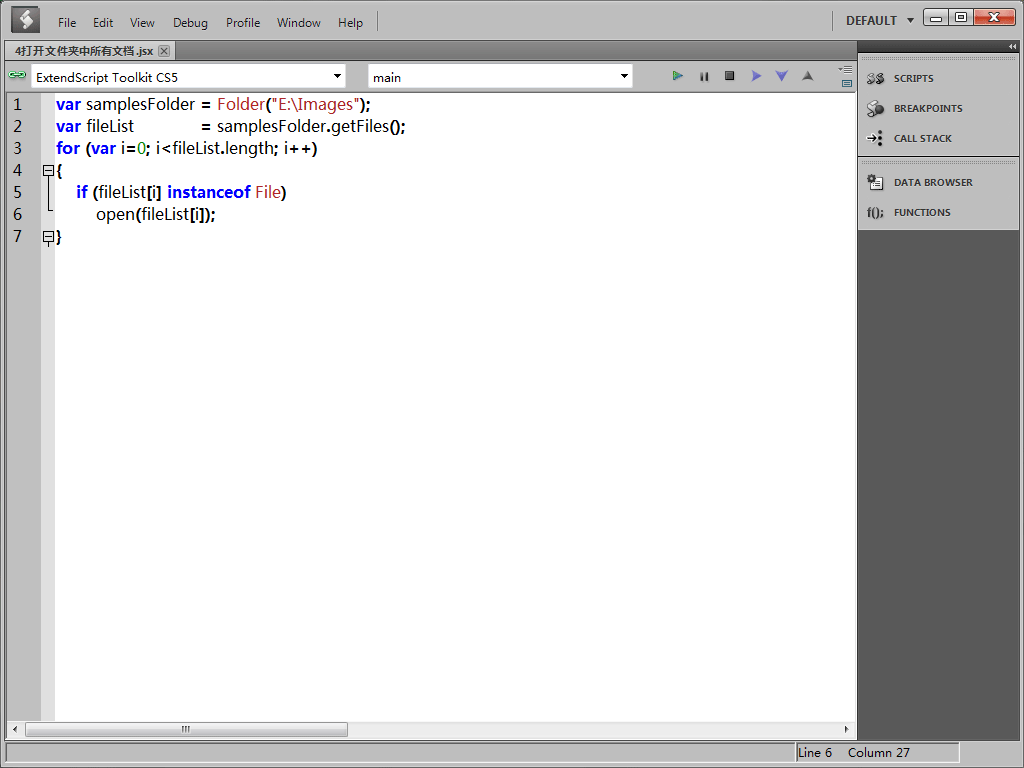 File Edit View Debug Profile Window Help DEFAULT
4打开文件夹中所有文档.jsx
ExtendScript Toolkit CS5 main
1 var samplesFolder = Folder("E:\Images");
2 var fileList = samplesFolder.getFiles();
3 for (var i=0; i<fileList.length; i++)
4 {
5 if (fileList[i] instanceof File)
6 open(fileList[i]);
7 }
SCRIPTS
BREAKPOINTS
CALL STACK
DATA BROWSER
f(); FUNCTIONS
Line 6 Column 27